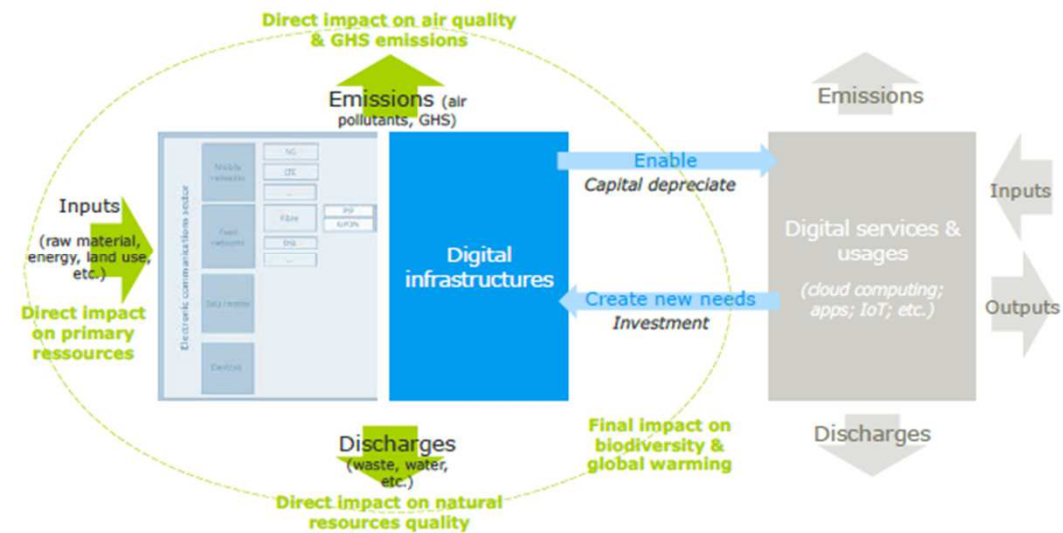 Direct impact on air quality
& GHS emissions
Emissions (air
pollutants, GHS)
Emissions
Inputs
(raw material,
energy, land use,
etc.)
Direct impact
on primary
ressources
Electronic communications sector
Mobile
networks
LTE
...
Fixed
networks
Fibre
P2P
DSL
...
Data centres
Devices
Digital
infrastructures
Enable
Capital depreciate
Create new needs
Investment
Digital services &
usages
(cloud computing;
apps; IoT; etc.)
Inputs
Outputs
Discharges
(waste, water,
etc.)
Direct impact on natural
resources quality
Final impact on
biodiversity &
global warming
Discharges